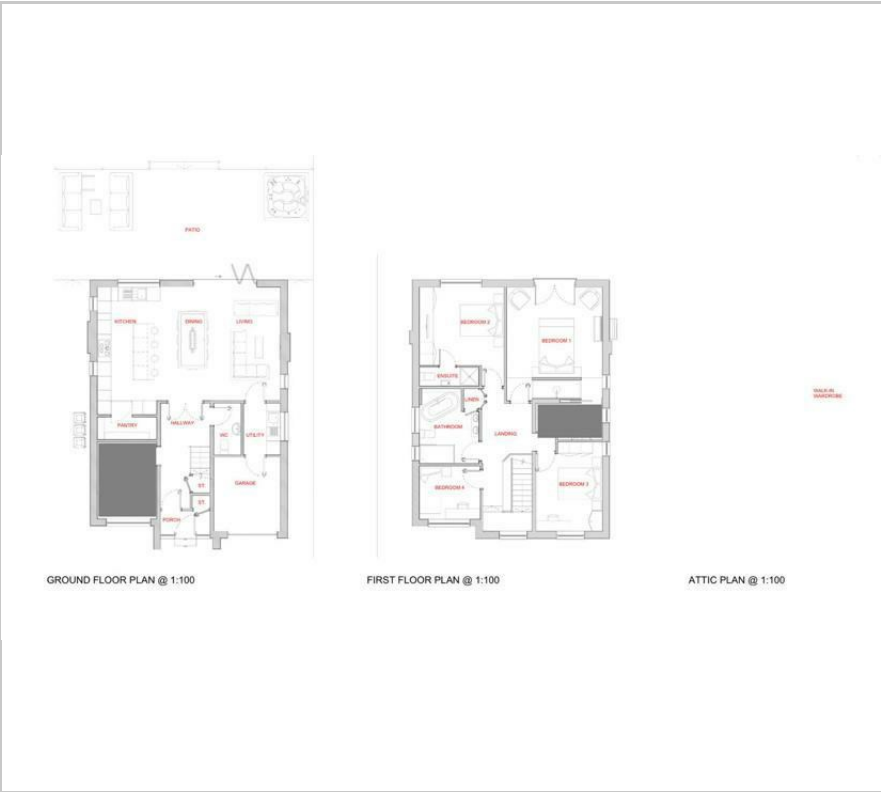 PATIO
KITCHEN
DINING
LIVING
PANTRY
HALLWAY
WC
UTILITY
ST
GARAGE
ST
PORCH
BEDROOM 2
BEDROOM 1
ENSUITE
LINEN
BATHROOM
LANDING
BEDROOM 4
BEDROOM 3
WALK-IN
WARDROBE
GROUND FLOOR PLAN @ 1:100
FIRST FLOOR PLAN @ 1:100
ATTIC PLAN @ 1:100